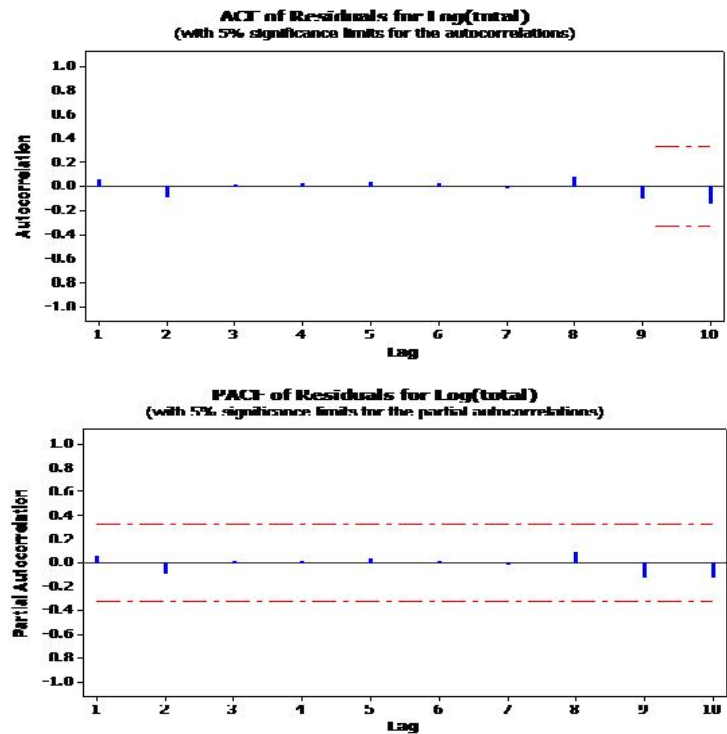 ACF of Residuals for Log(total)
(with 5% significance limits for the autocorrelations)
1.0
0.8
0.6
0.4
0.2
0.0
-0.2
-0.4
-0.6
-0.8
-1.0
Autocorrelation
1 2 3 4 5 6 7 8 9 10
Lag
PACF of Residuals for Log(total)
(with 5% significance limits for the partial autocorrelations)
1.0
0.8
0.6
0.4
0.2
0.0
-0.2
-0.4
-0.6
-0.8
-1.0
Partial Autocorrelation
1 2 3 4 5 6 7 8 9 10
Lag